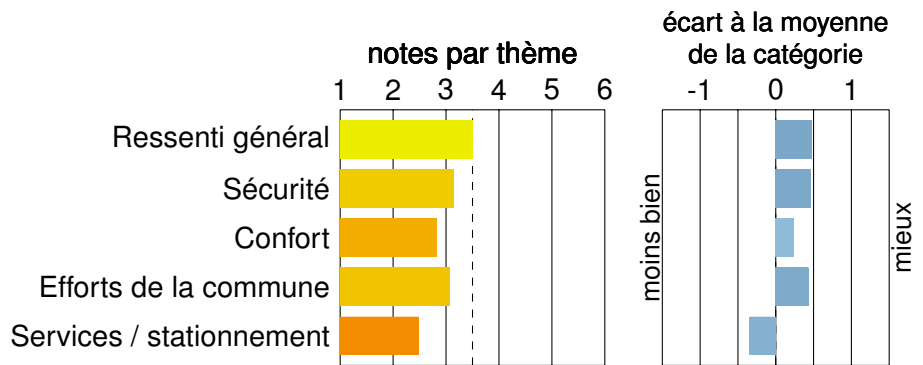 notes par thème
1 2 3 4 5 6
Ressenti général
Sécurité
Confort
Efforts de la commune
Services / stationnement
écart à la moyenne
de la catégorie
-1 0 1
moins bien
mieux